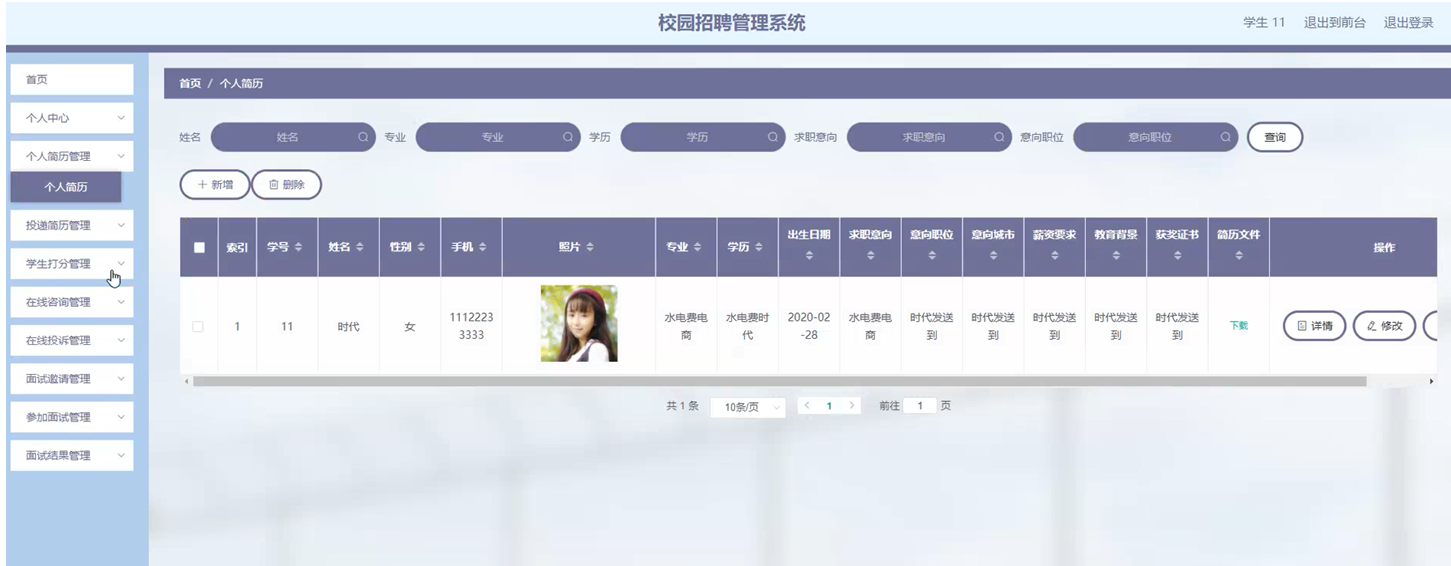 校园招聘管理系统
学生 11 退出到前台 退出登录
首页
个人中心
个人简历管理
个人简历
投递简历管理
学生打分管理
在线咨询管理
在线投诉管理
面试邀请管理
参加面试管理
面试结果管理
首页 / 个人简历
姓名 姓名 专业 专业 学历 学历 求职意向 求职意向 意向职位 意向职位 查询
新增 删除
索引 学号 姓名 性别 手机 照片 专业 学历 出生日期 求职意向 意向职位 意向城市 薪资要求 教育背景 获奖证书 简历文件 操作
1 11 时代 女 1112223 水电费电 水电费时 2020-02 水电费电 时代发送 时代发送 时代发送 时代发送 时代发送 下载 详情 修改
3333 商 代 -28 商 到 到 到 到 到
共 1 条 10条/页 1 前往 1 页